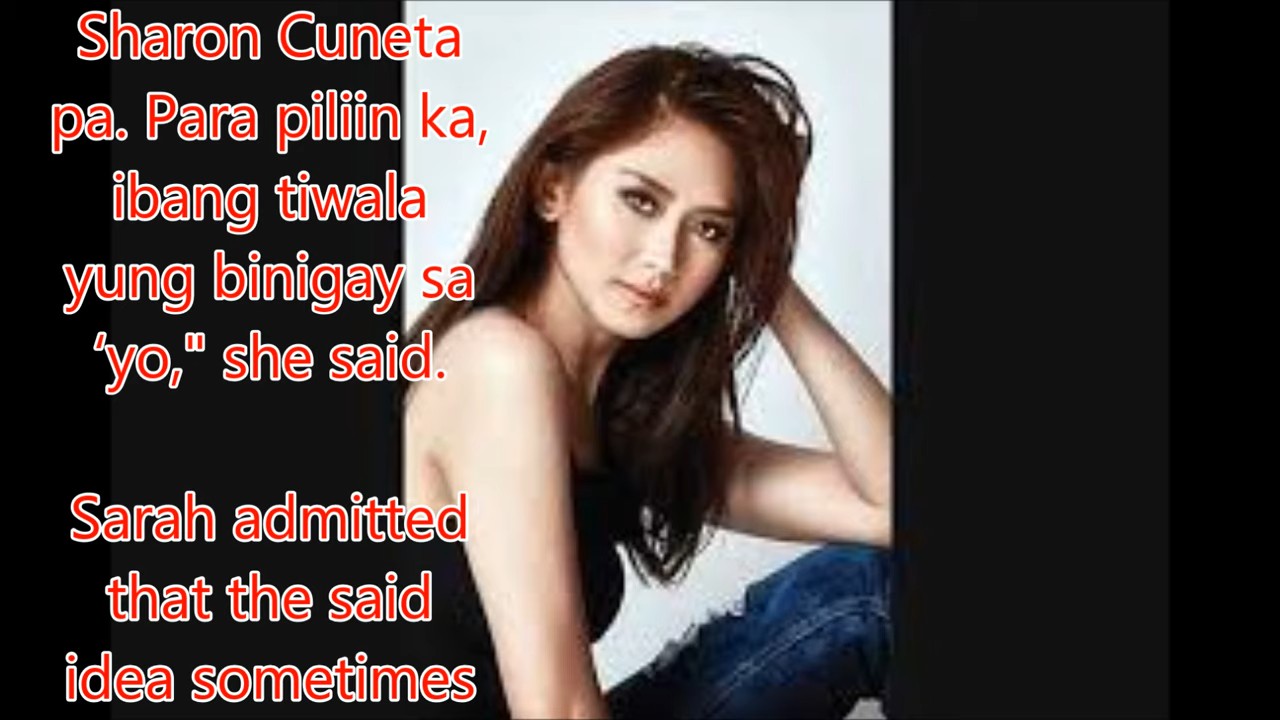 Sharon Cuneta
pa. Para piliin ka,
ibang tiwala
yung binigay sa
‘yo," she said.
Sarah admitted
that the said
idea sometimes